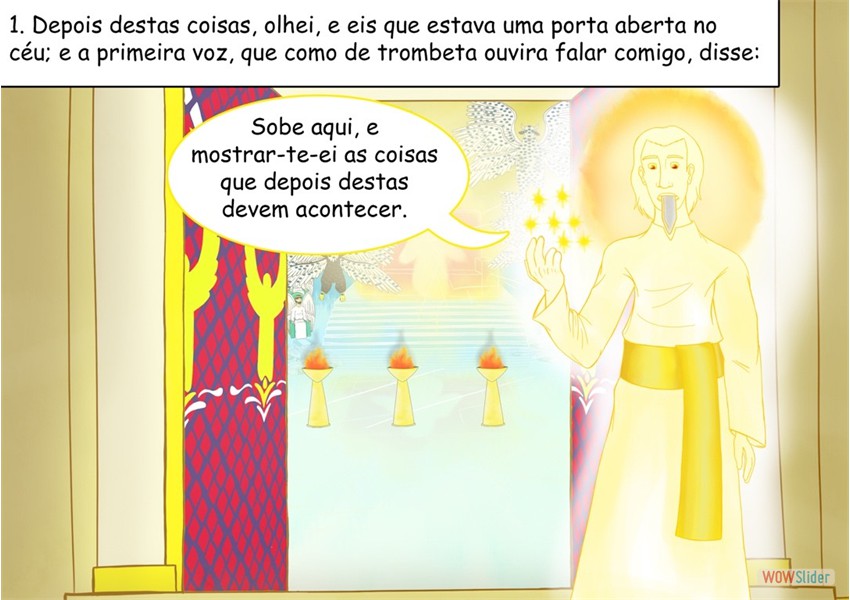 1. Depois destas coisas, olhei, e eis que estava uma porta aberta no
céu; e a primeira voz, que como de trombeta ouvira falar comigo, disse:
Sobe aqui, e
mostrar-te-ei as coisas
que depois destas
devem acontecer.
WOWSlider